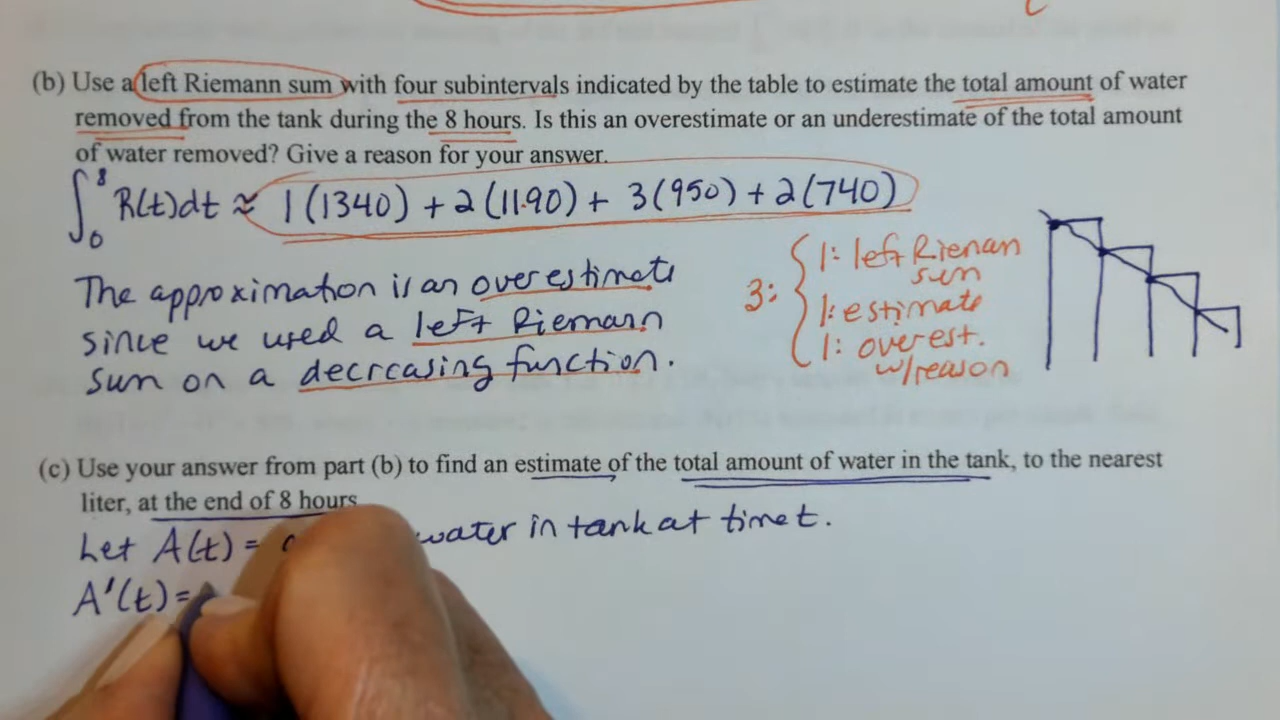 (b) Use a left Riemann sum with four subintervals indicated by the table to estimate the total amount of water
removed from the tank during the 8 hours. Is this an overestimate or an underestimate of the total amount
of water removed? Give a reason for your answer.
∫₀⁸ R(t)dt ≈ 1(1340) + 2(1190) + 3(950) + 2(740)
The approximation is an overestimate
since we used a left Riemann
sum on a decreasing function.
3: { 1: left Rieman
sum
1: estimate
1: overest.
w/reason
(c) Use your answer from part (b) to find an estimate of the total amount of water in the tank, to the nearest
liter, at the end of 8 hours
Let A(t) = water in tank at time t.
A'(t) =